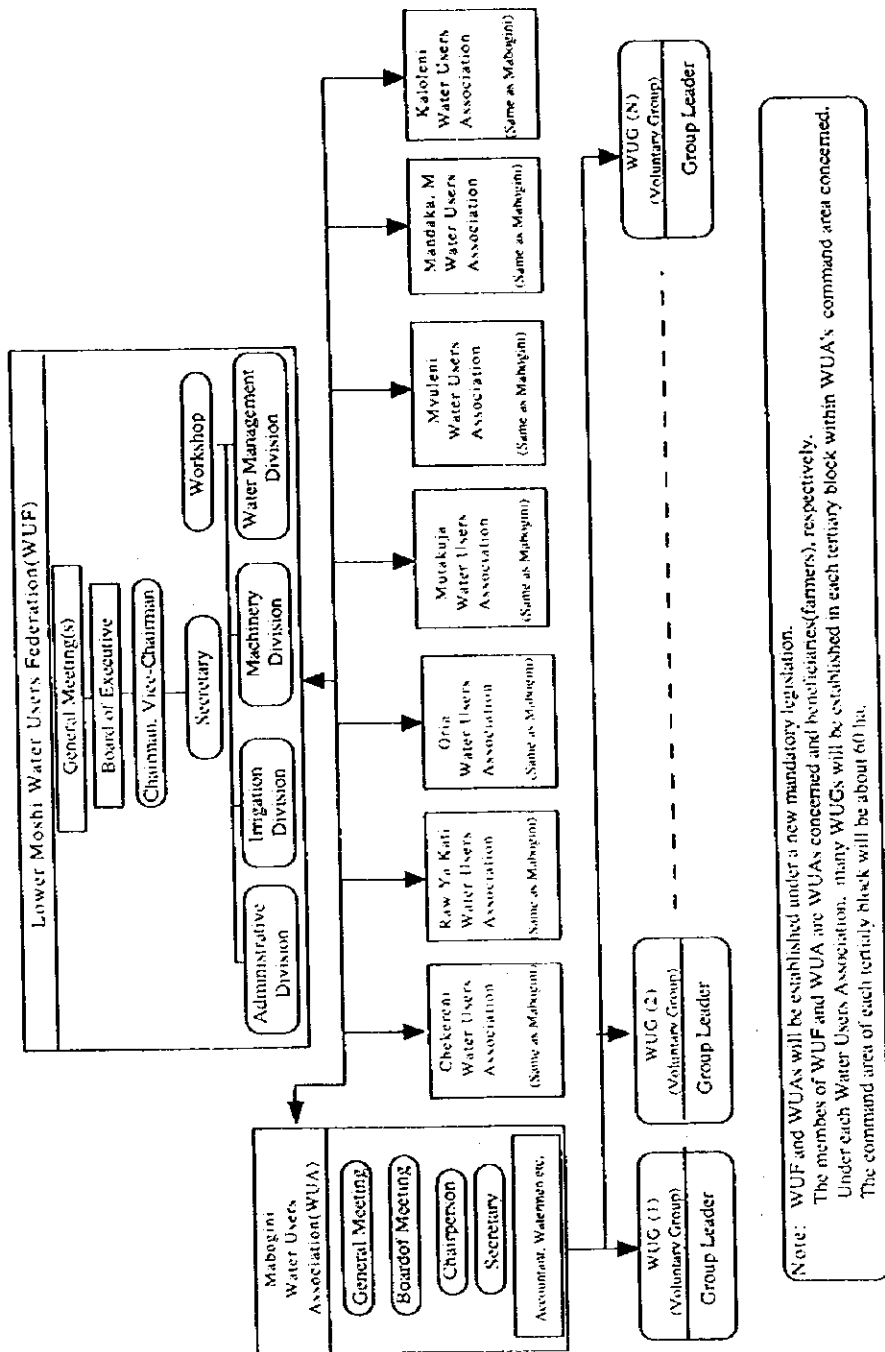 Lower Moshi Water Users Federation(WUF)
General Meeting(s)
Board of Executive
Chairman, Vice-Chairman
Secretary
Workshop
Administrative
Division
Irrigation
Division
Machinery
Division
Water Management
Division
Mabogini
Water Users
Association(WUA)
General Meeting
Boardof Meeting
Chairperson
Secretary
Accountant, Watermen etc.
Chekereni
Water Users
Association
(Same as Mabogini)
Raw Ya Kati
Water Users
Association
(Same as Mabogini)
Oria
Water Users
Association
(Same as Mabogini)
Mutakuja
Water Users
Association
(Same as Mabogini)
Mvuleni
Water Users
Association
(Same as Mabogini)
Mandaka, M
Water Users
Association
(Same as Mabogini)
Kaloleni
Water Users
Association
(Same as Mabogini)
WUG (1)
(Voluntary Group)
Group Leader
WUG (2)
(Voluntary Group)
Group Leader
WUG (N)
(Voluntary Group)
Group Leader
Note: WUF and WUAs will be established under a new mandatory legislation.
The membes of WUF and WUA are WUAs concerned and beneficianes(farmers), respectively.
Under each Water Users Association, many WUGs will be established in each tertiary block within WUA's command area concerned.
The command area of each tertialy block will be about 60 ha.